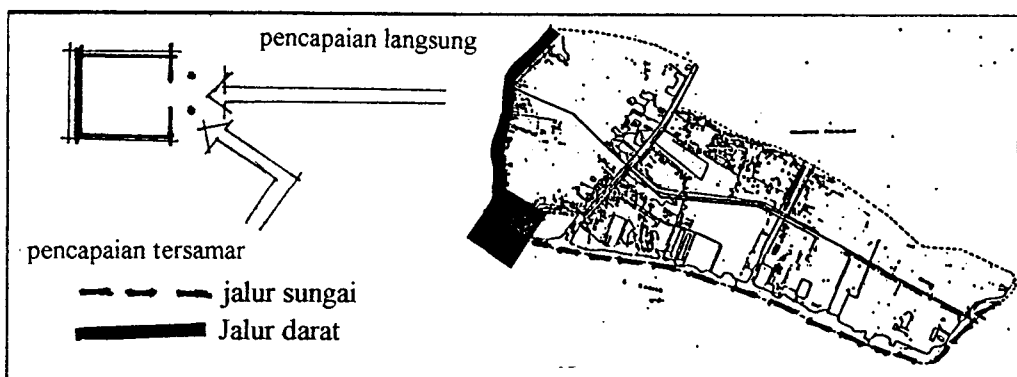 pencapaian langsung
pencapaian tersamar
jalur sungai
Jalur darat